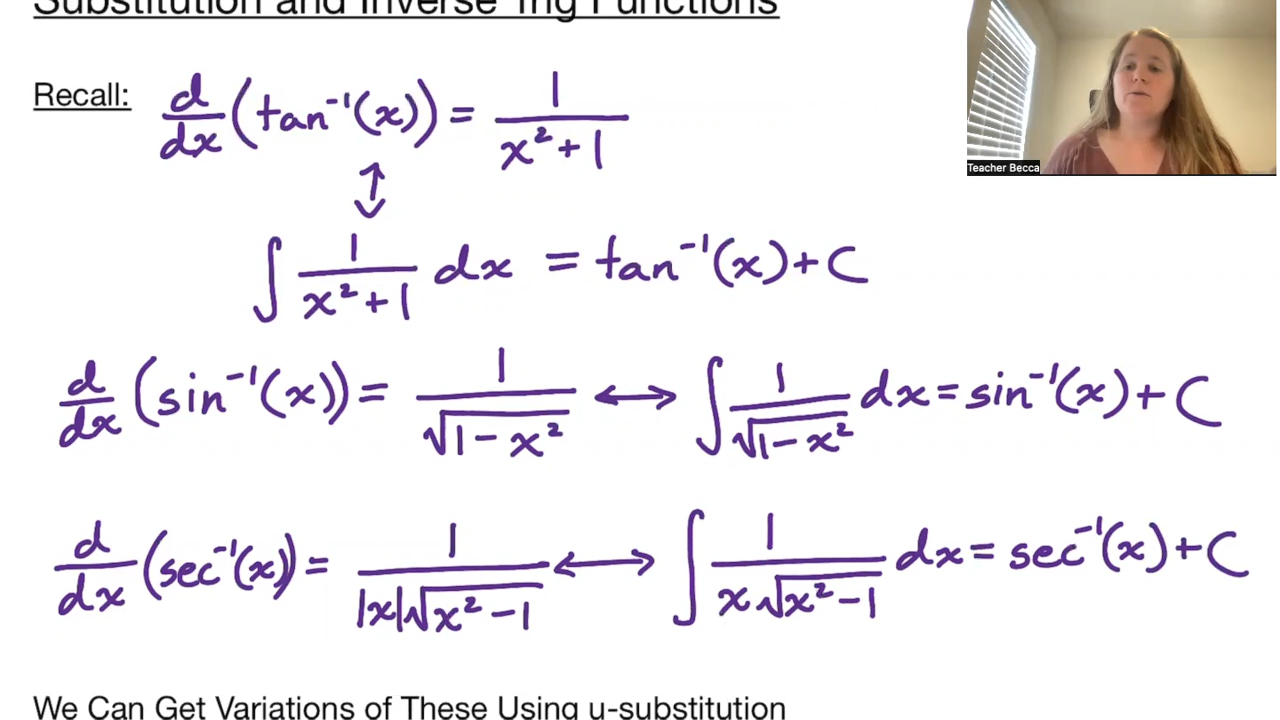 Substitution and Inverse Trig Functions
Recall: d/dx (tan⁻¹(x)) = 1/(x² + 1)
↕
∫ 1/(x² + 1) dx = tan⁻¹(x) + C
d/dx (sin⁻¹(x)) = 1/√(1 − x²) ↔ ∫ 1/√(1 − x²) dx = sin⁻¹(x) + C
d/dx (sec⁻¹(x)) = 1/(|x|√(x² − 1)) ↔ ∫ 1/(x√(x² − 1)) dx = sec⁻¹(x) + C
We Can Get Variations of These Using u-substitution
Teacher Becca